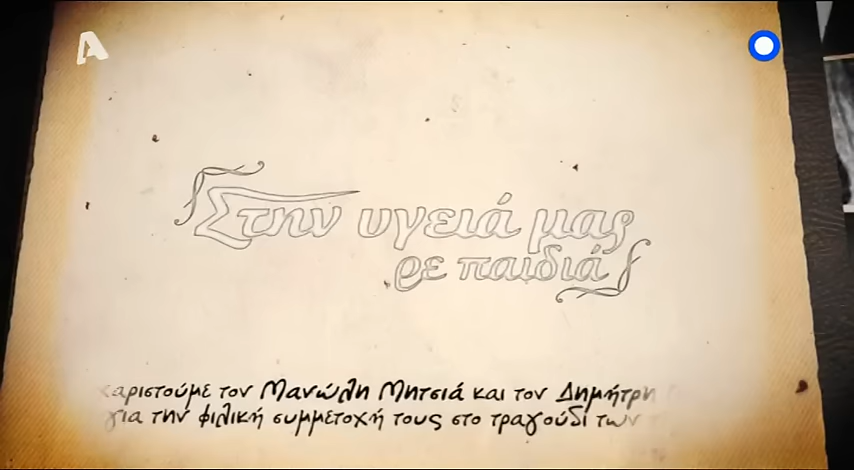 A
Στην υγειά μας
ρε παιδιά
χαριστούμε τον Μανώλη Μητσιά και τον Δημήτρη
για την φιλική συμμετοχή τους στο τραγούδι των